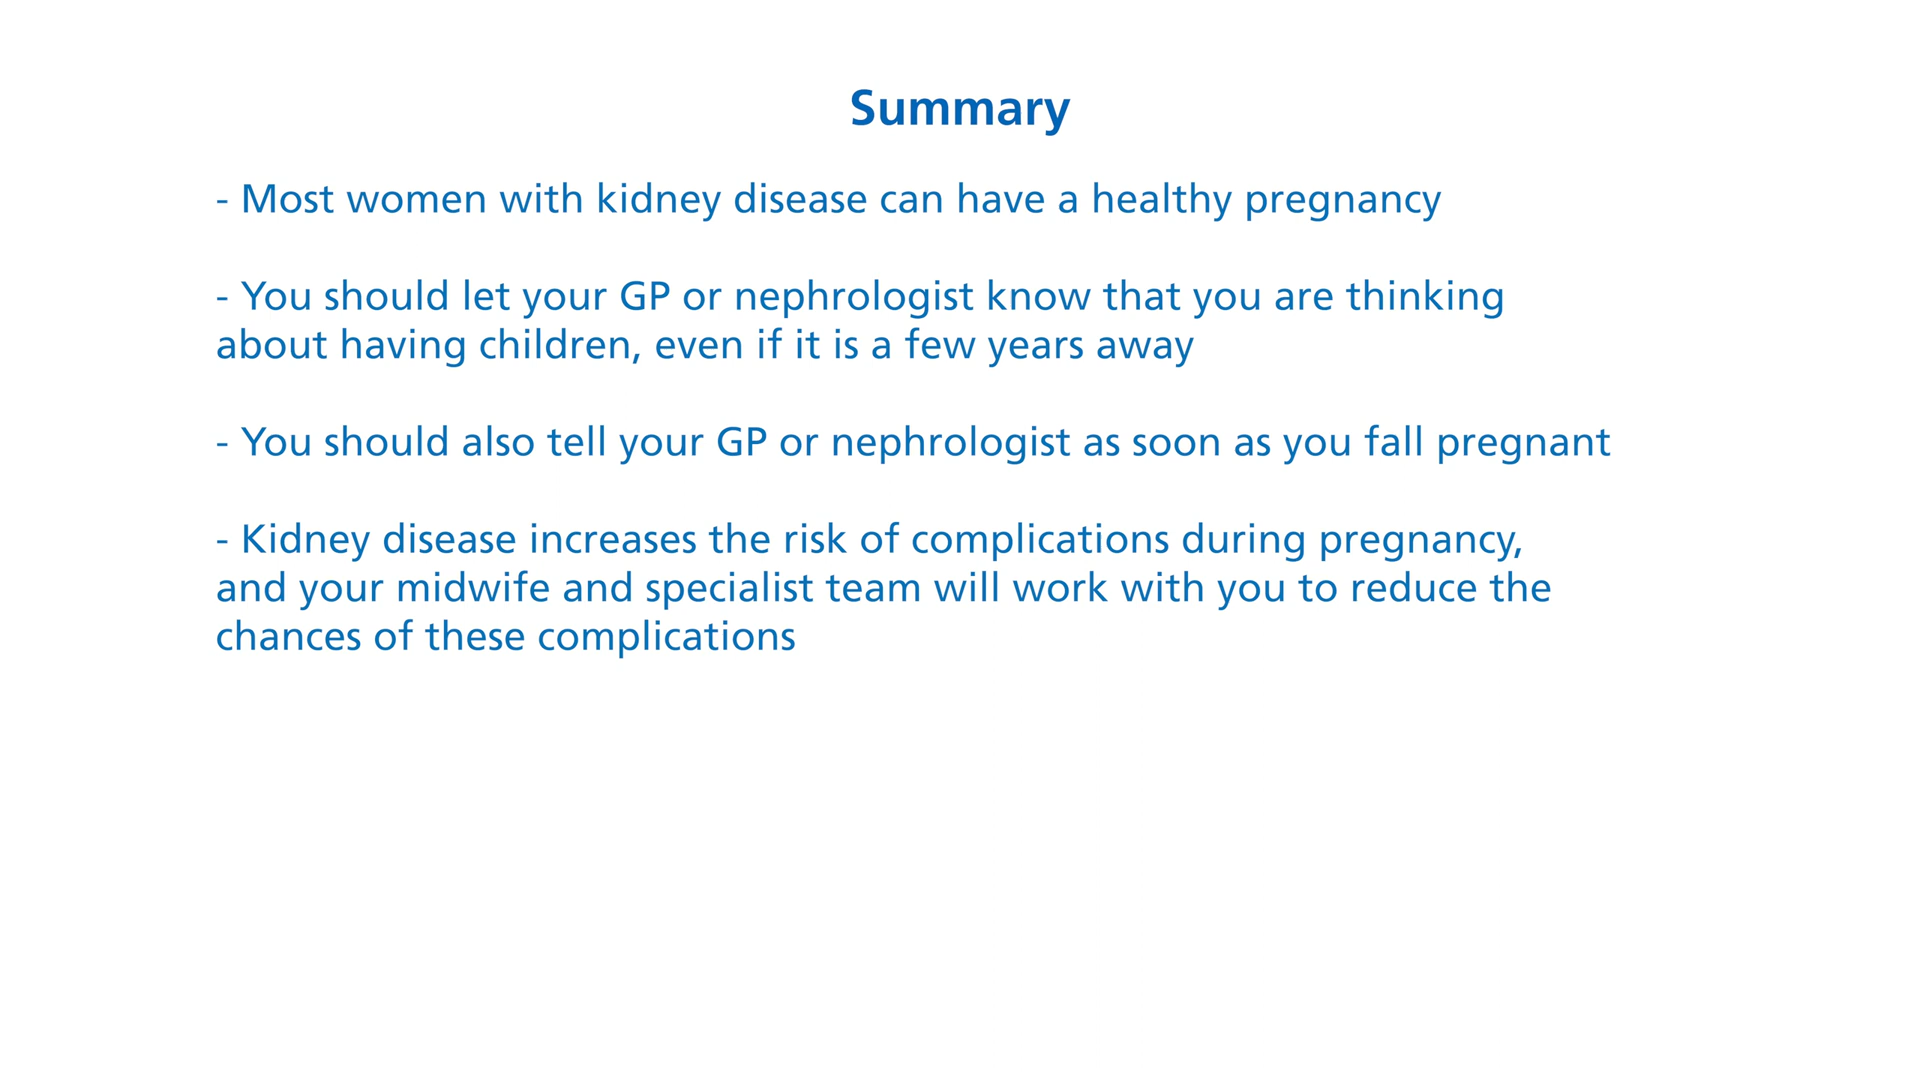 Summary
- Most women with kidney disease can have a healthy pregnancy
- You should let your GP or nephrologist know that you are thinking
about having children, even if it is a few years away
- You should also tell your GP or nephrologist as soon as you fall pregnant
- Kidney disease increases the risk of complications during pregnancy,
and your midwife and specialist team will work with you to reduce the
chances of these complications